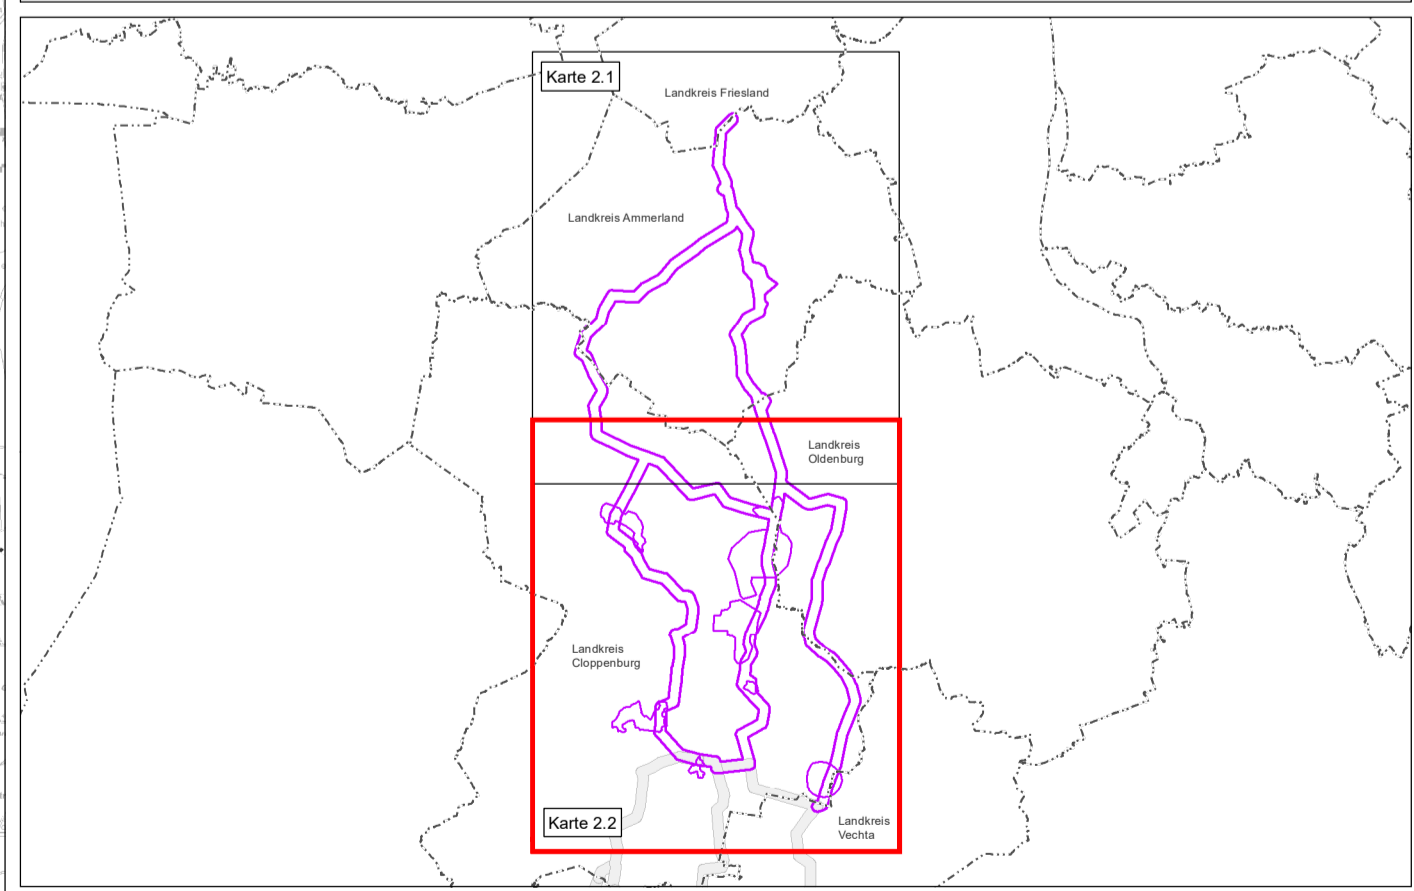 Karte 2.1
Landkreis Friesland
Landkreis Ammerland
Landkreis
Oldenburg
Landkreis
Cloppenburg
Karte 2.2
Landkreis
Vechta